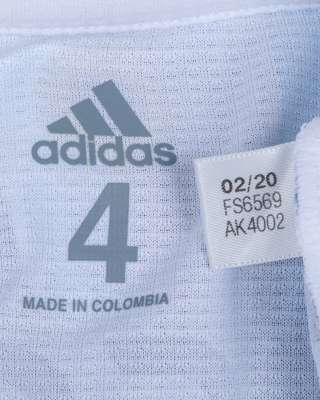 adidas
4
MADE IN COLOMBIA
02/20
FS6569
AK4002